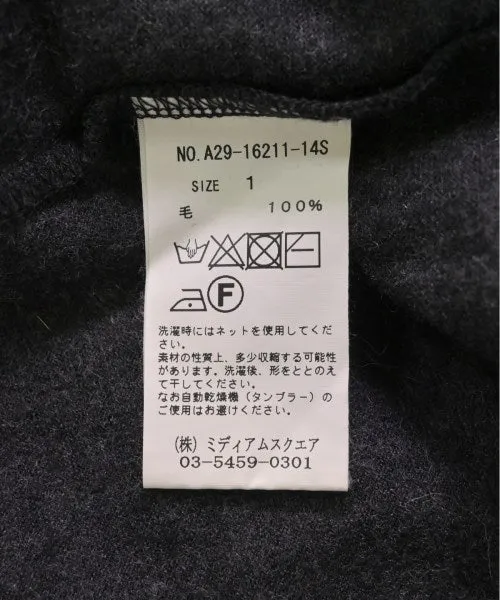 NO.A29-16211-14S
SIZE 1
毛 100%
F
洗濯時にはネットを使用してくだ
さい。
素材の性質上、多少収縮する可能性
があります。洗濯後、形をととのえ
て干してください。
なお自動乾燥機（タンブラー）の
ご使用はお避けください。
(株) ミディアムスクエア
03-5459-0301